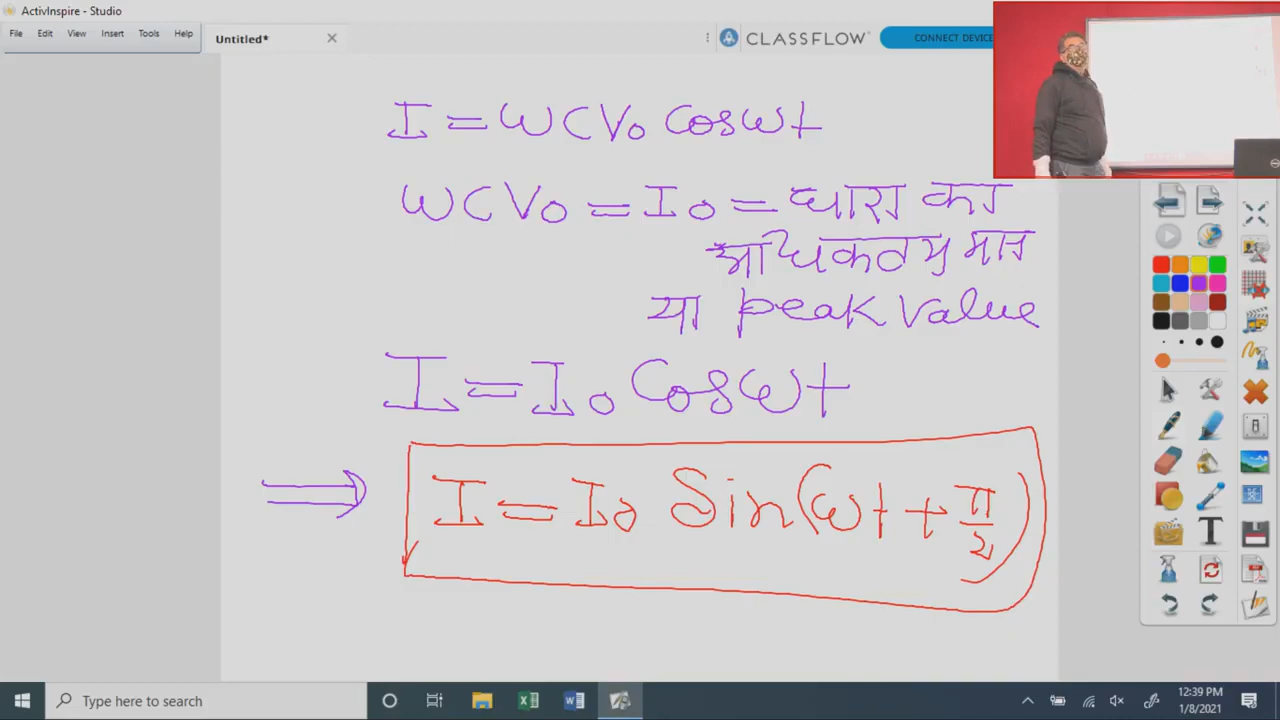 ActivInspire - Studio
File Edit View Insert Tools Help
Untitled*
CLASSFLOW
CONNECT DEVICE
I = ωCV₀ Cosωt
ωCV₀ = I₀ = धारा का
अधिकतम मान
या peak value
I = I₀ Cosωt
⇒ I = I₀ Sin(ωt + π/2)
Type here to search
12:39 PM
1/8/2021